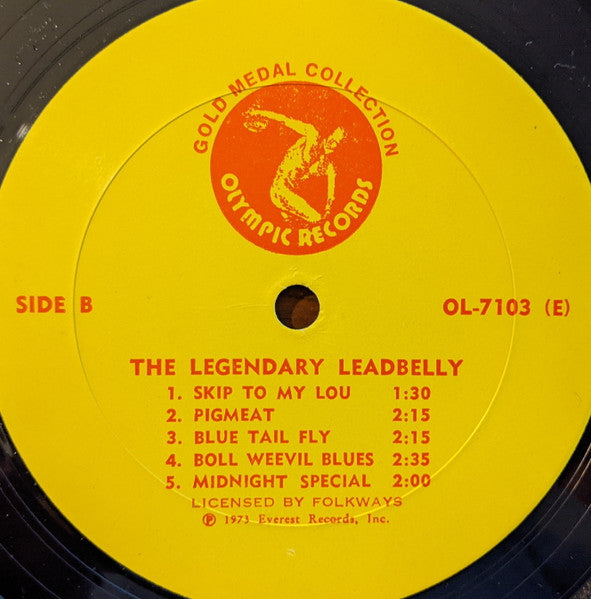 GOLD MEDAL COLLECTION
OLYMPIC RECORDS
SIDE B
OL-7103 (E)
THE LEGENDARY LEADBELLY
1. SKIP TO MY LOU 1:30
2. PIGMEAT 2:15
3. BLUE TAIL FLY 2:15
4. BOLL WEEVIL BLUES 2:35
5. MIDNIGHT SPECIAL 2:00
LICENSED BY FOLKWAYS
℗ 1973 Everest Records, Inc.